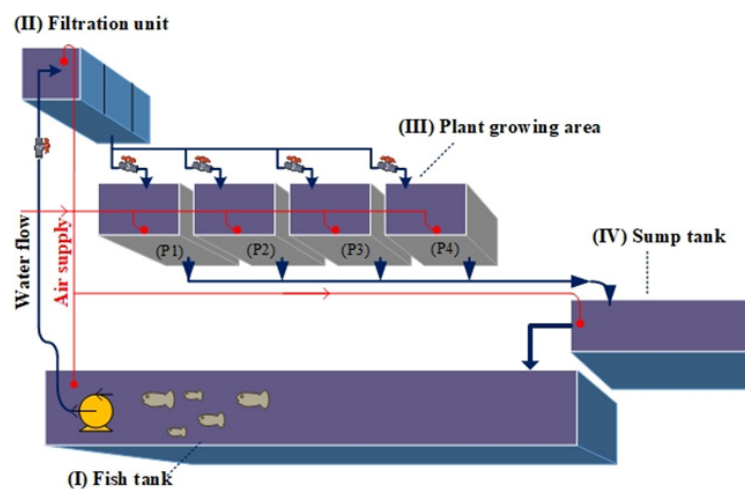 (II) Filtration unit
(III) Plant growing area
(P1)
(P2)
(P3)
(P4)
(IV) Sump tank
Water flow
Air supply
(I) Fish tank